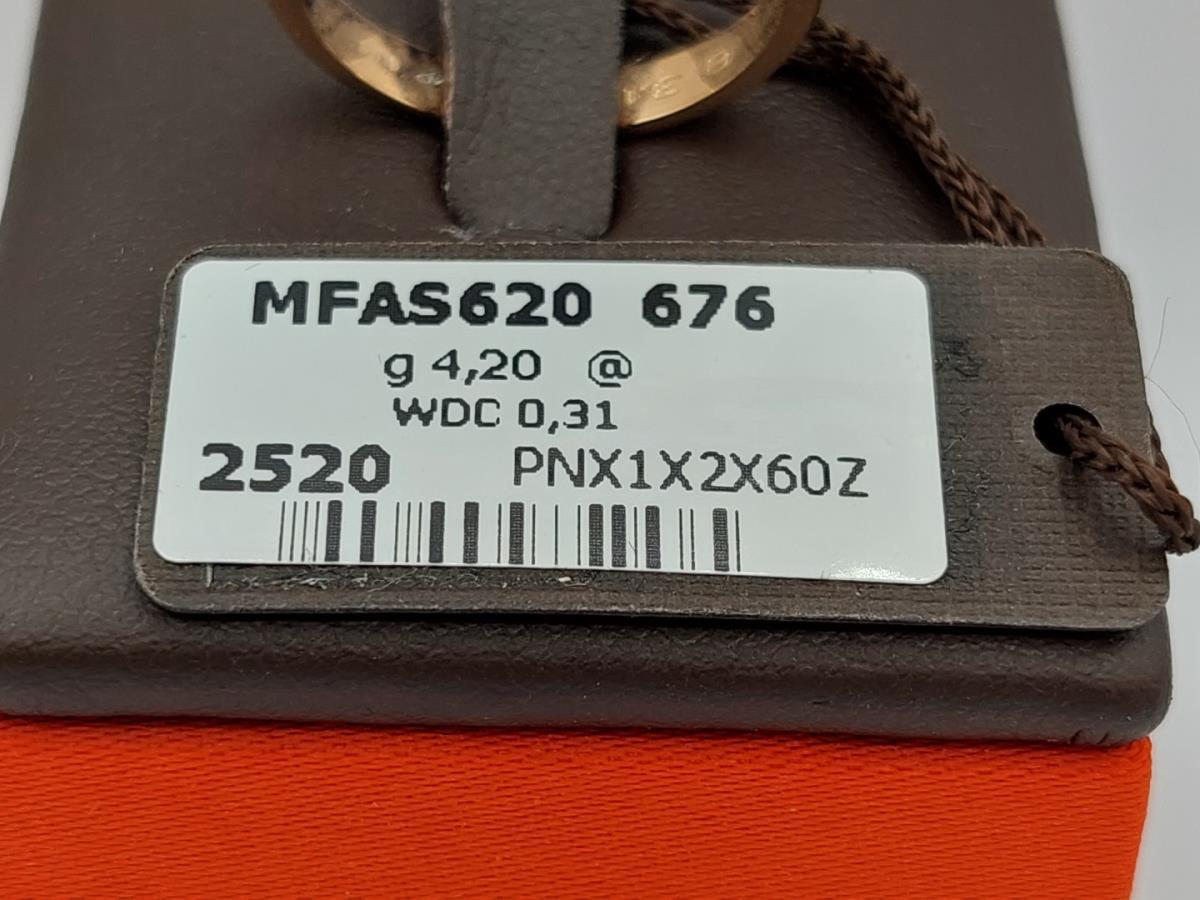 MFAS620 676
g 4,20 @
WDC 0,31
2520 PNX1X2X60Z